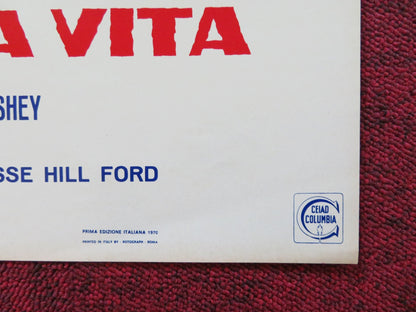 A VITA
SHEY
SSE HILL FORD
PRIMA EDIZIONE ITALIANA 1970
PRINTED IN ITALY BY - ROTOGRAPH - ROMA
CEIAD
COLUMBIA